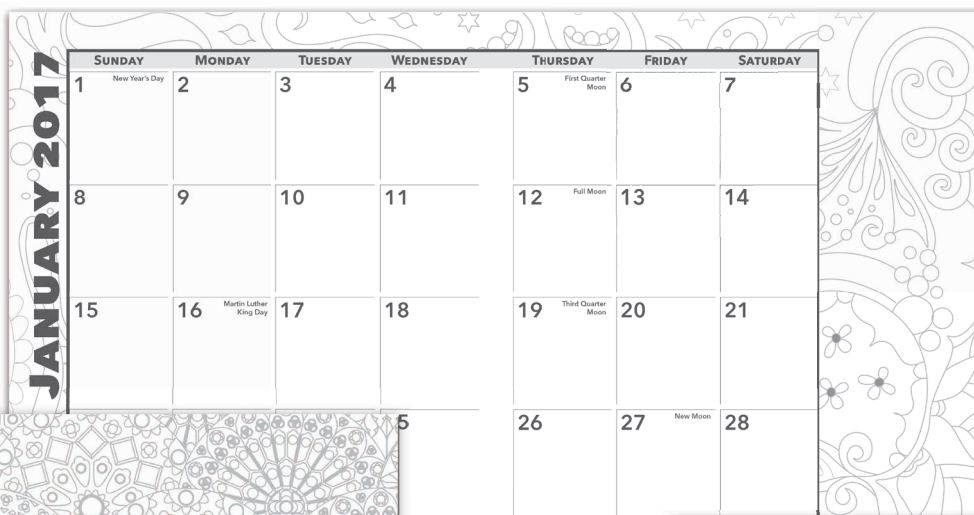 JANUARY 2017
SUNDAY MONDAY TUESDAY WEDNESDAY THURSDAY FRIDAY SATURDAY
1 New Year's Day 2 3 4 5 First Quarter Moon 6 7
8 9 10 11 12 Full Moon 13 14
15 16 Martin Luther King Day 17 18 19 Third Quarter Moon 20 21
5 26 27 New Moon 28